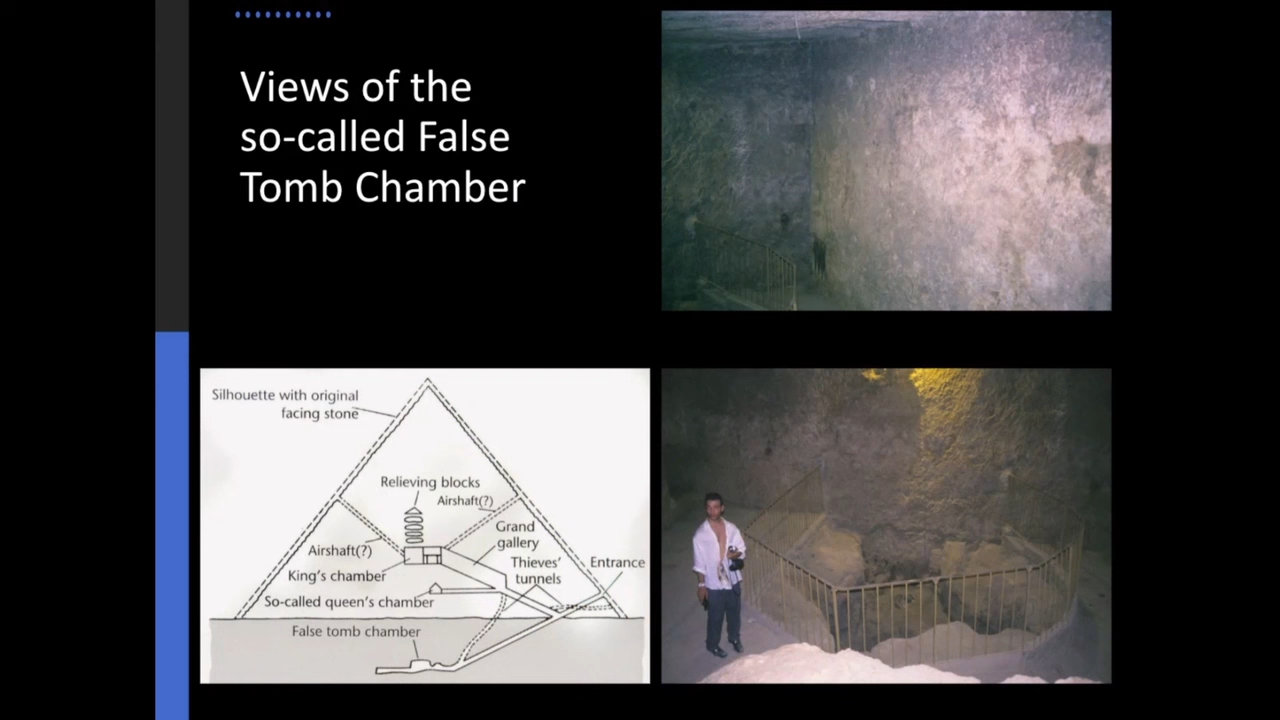 Views of the
so-called False
Tomb Chamber
Silhouette with original
facing stone
Relieving blocks
Airshaft(?)
Grand
gallery
Airshaft(?)
Thieves'
tunnels
Entrance
King's chamber
So-called queen's chamber
False tomb chamber